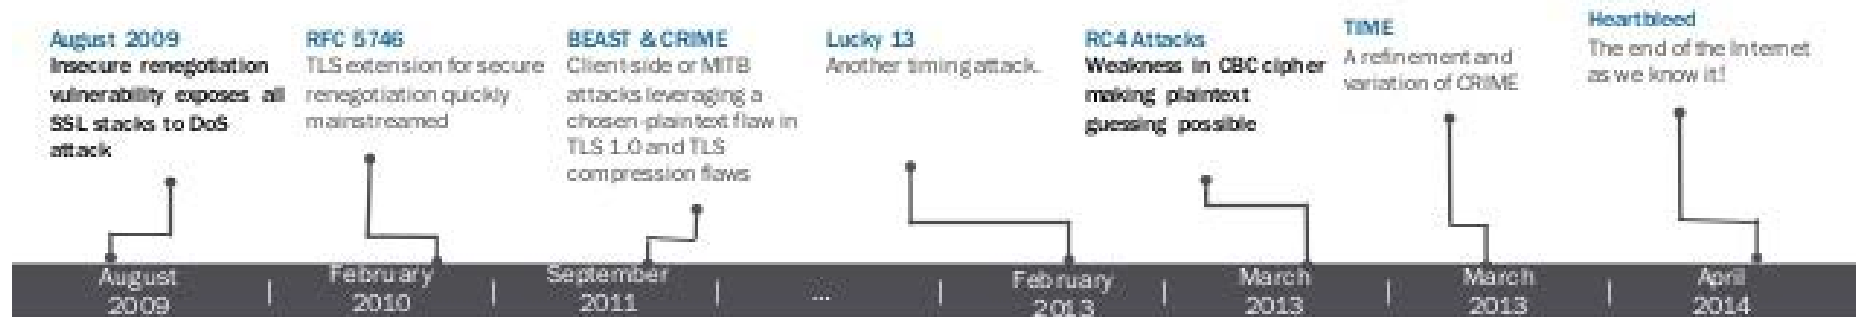 August 2009
Insecure renegotiation
vulnerability exposes all
SSL stacks to DoS
attack
RFC 5746
TLS extension for secure
renegotiation quickly
mainstreamed
BEAST & CRIME
Client-side or MITB
attacks leveraging a
chosen-plaintext flaw in
TLS 1.0 and TLS
compression flaws
Lucky 13
Another timing attack.
RC4 Attacks
Weakness in CBC cipher
making plaintext
guessing possible
TIME
A refinement and
variation of CRIME
Heartbleed
The end of the Internet
as we know it!
August
2009
February
2010
September
2011
...
February
2013
March
2013
March
2013
April
2014